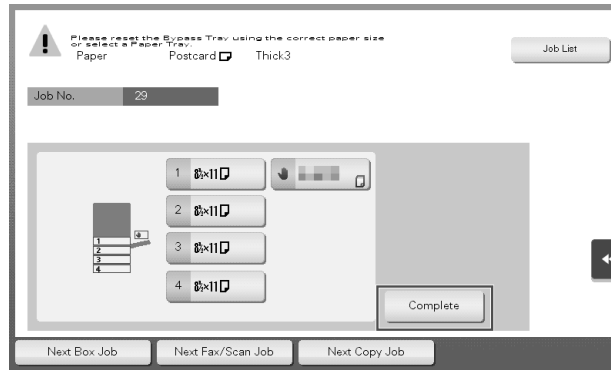 Please reset the Bypass Tray using the correct paper size
or select a Paper Tray.
Paper Postcard Thick3
Job List
Job No. 29
1 8½×11
2 8½×11
3 8½×11
4 8½×11
1
2
3
4
Complete
Next Box Job Next Fax/Scan Job Next Copy Job